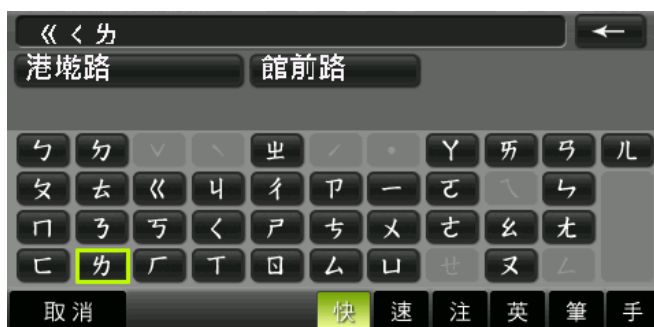 ㄍㄑㄌ ←
港墘路 館前路
ㄅ ㄉ ˇ ˋ ㄓ ˊ ˙ ㄚ ㄞ ㄢ ㄦ
ㄆ ㄊ ㄍ ㄐ ㄔ ㄗ ㄧ ㄛ ㄟ ㄣ
ㄇ ㄋ ㄎ ㄑ ㄕ ㄘ ㄨ ㄜ ㄠ ㄤ
ㄈ ㄌ ㄏ ㄒ ㄖ ㄙ ㄩ ㄝ ㄡ ㄥ
取消 快 速 注 英 筆 手